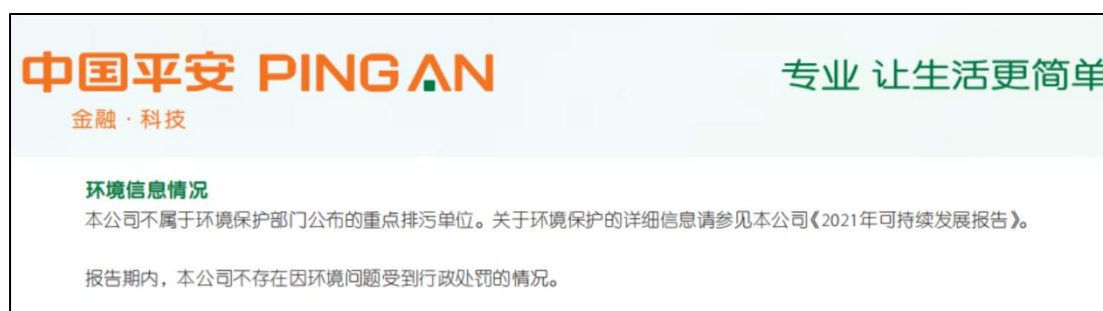 中国平安 PING AN
专业 让生活更简单
金融·科技
环境信息情况
本公司不属于环境保护部门公布的重点排污单位。关于环境保护的详细信息请参见本公司《2021年可持续发展报告》。
报告期内，本公司不存在因环境问题受到行政处罚的情况。